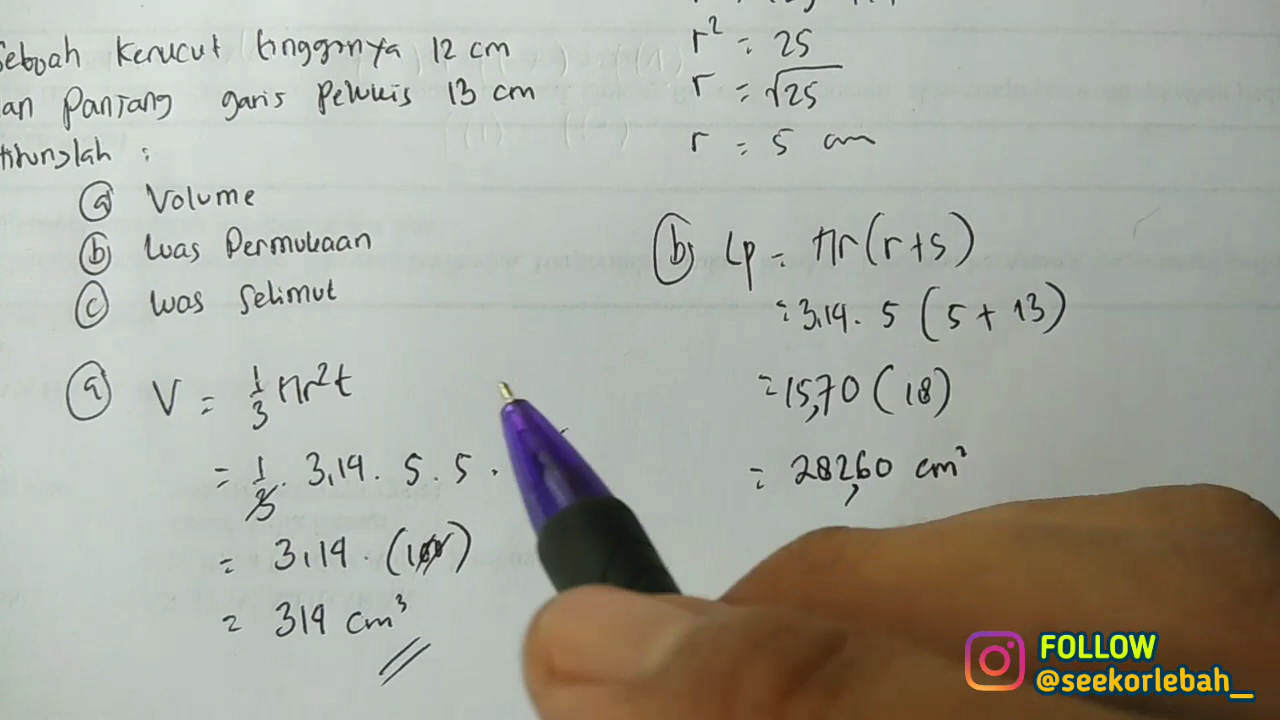 Sebuah Kerucut tingginya 12 cm
dan Panjang garis Pelukis 13 cm
Hitunglah :
(a) Volume
(b) Luas Permukaan
(c) Luas Selimut
(a) V = 1/3 πr²t
= 1/3 . 3,14 . 5 . 5 .
= 3,14 . (100)
= 314 cm³
r² = 25
r = √25
r = 5 cm
(b) Lp = πr(r+s)
= 3,14 . 5 (5 + 13)
= 15,70 (18)
= 282,60 cm²
FOLLOW
@seekorlebah_